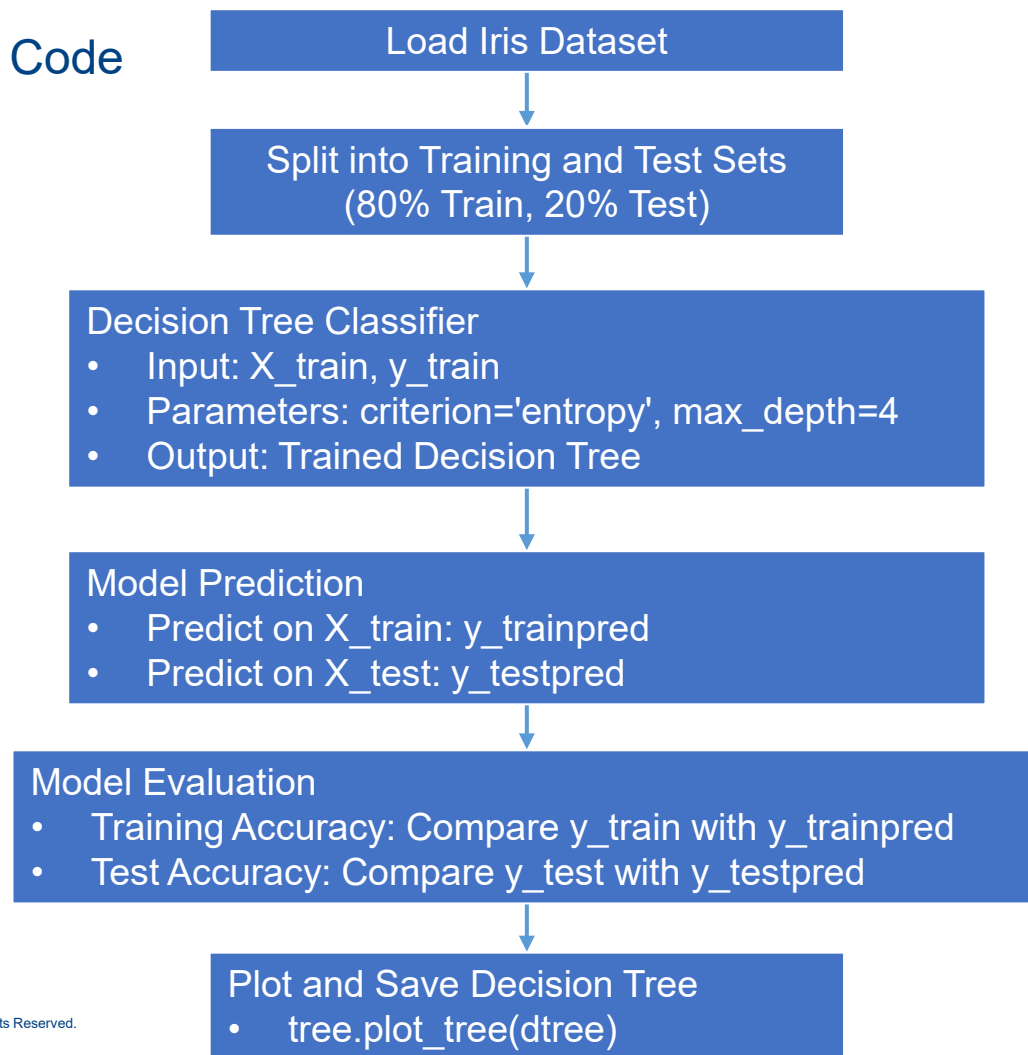 Code
Load Iris Dataset
Split into Training and Test Sets
(80% Train, 20% Test)
Decision Tree Classifier
• Input: X_train, y_train
• Parameters: criterion='entropy', max_depth=4
• Output: Trained Decision Tree
Model Prediction
• Predict on X_train: y_trainpred
• Predict on X_test: y_testpred
Model Evaluation
• Training Accuracy: Compare y_train with y_trainpred
• Test Accuracy: Compare y_test with y_testpred
Plot and Save Decision Tree
• tree.plot_tree(dtree)
Reserved.